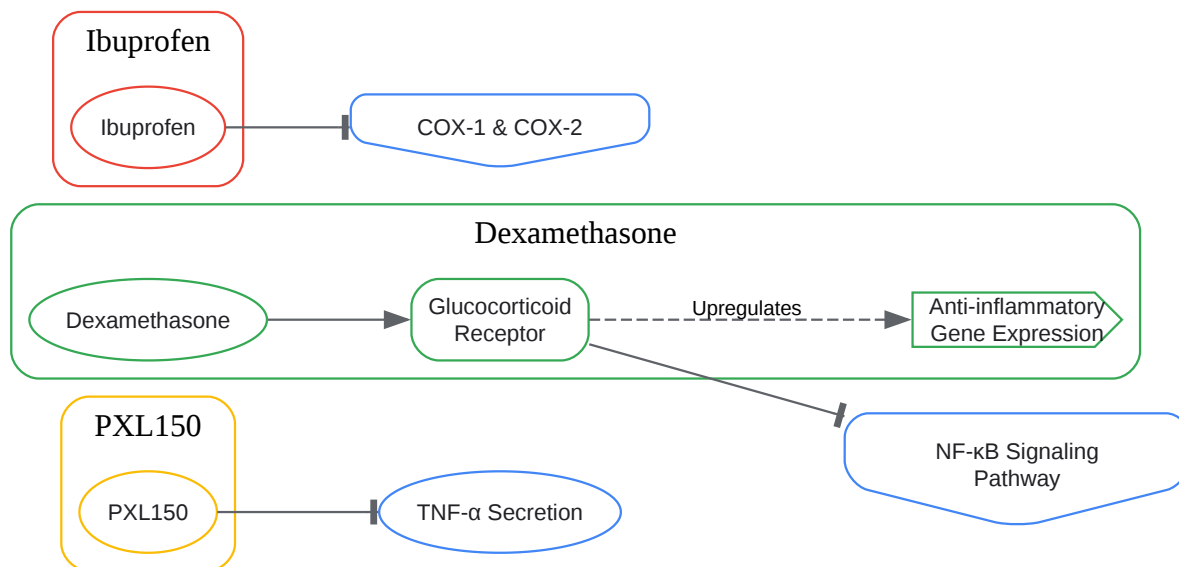 Ibuprofen
Ibuprofen
COX-1 & COX-2
Dexamethasone
Dexamethasone
Glucocorticoid
Receptor
Upregulates
Anti-inflammatory
Gene Expression
PXL150
PXL150
TNF-α Secretion
NF-κB Signaling
Pathway